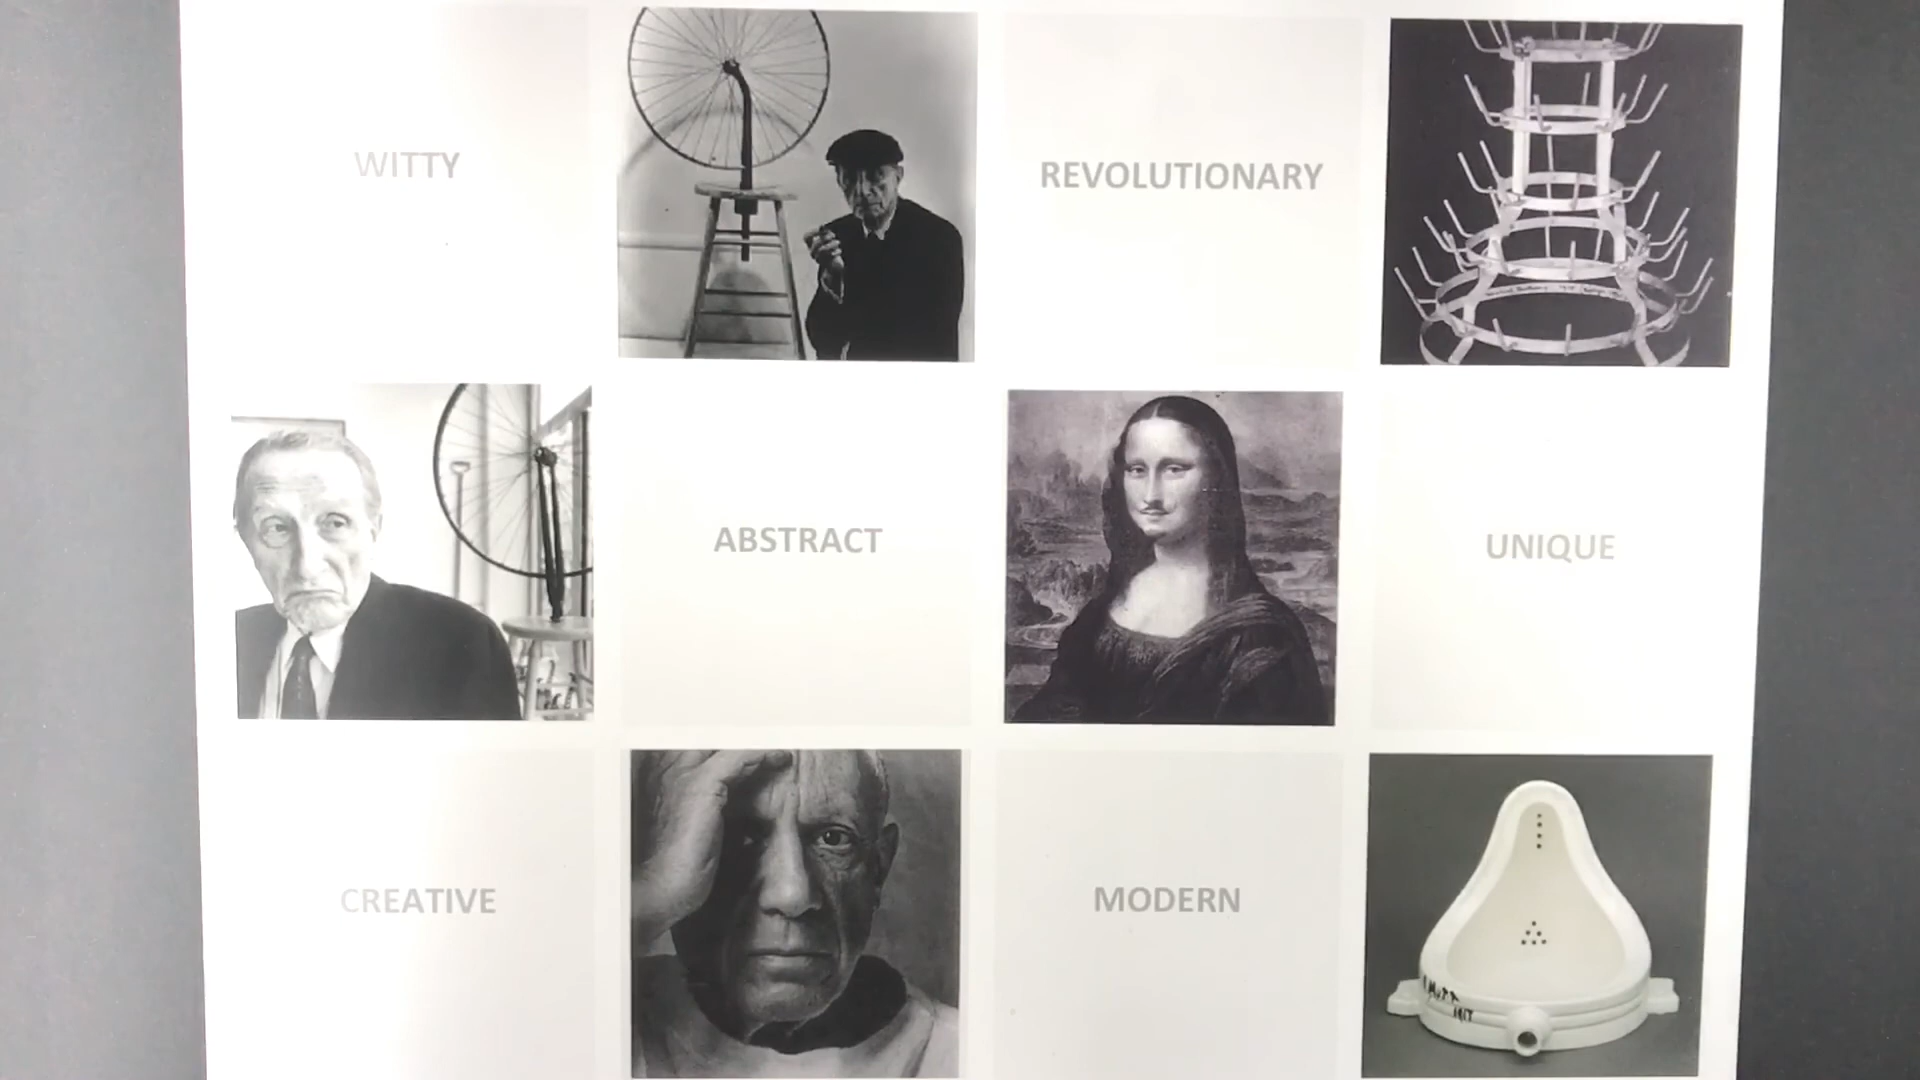 WITTY
REVOLUTIONARY
ABSTRACT
UNIQUE
CREATIVE
MODERN